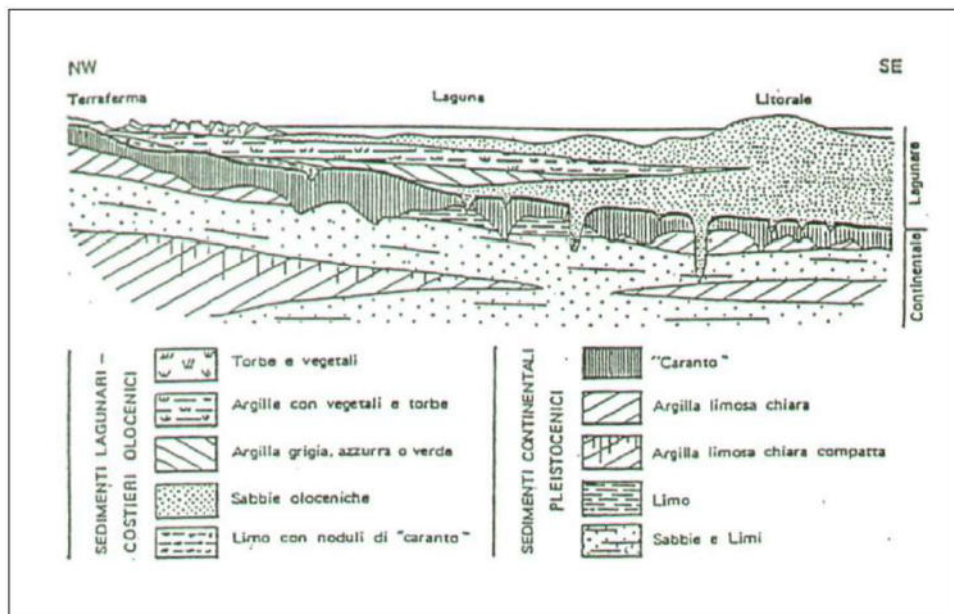 NW
SE
Terraferma
Laguna
Litorale
Lagunare
Continentale
SEDIMENTI LAGUNARI –
COSTIERI OLOCENICI
Torbe e vegetali
Argille con vegetali e torbe
Argilla grigia, azzurra o verde
Sabbie oloceniche
Limo con noduli di "caranto"
SEDIMENTI CONTINENTALI
PLEISTOCENICI
"Caranto"
Argilla limosa chiara
Argilla limosa chiara compatta
Limo
Sabbie e Limi